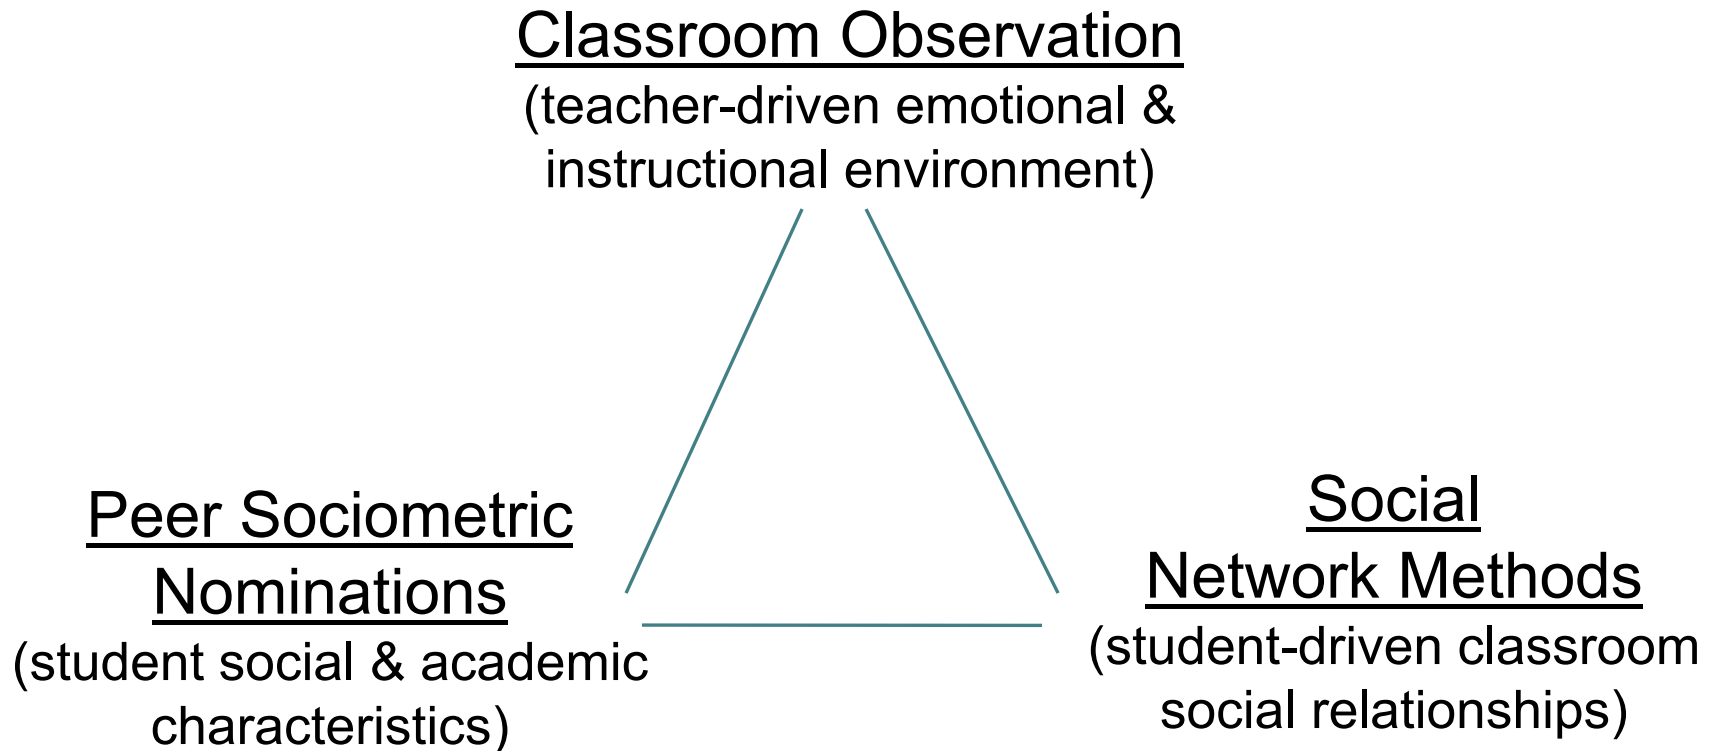 Classroom Observation
(teacher-driven emotional &
instructional environment)
Peer Sociometric
Nominations
(student social & academic
characteristics)
Social
Network Methods
(student-driven classroom
social relationships)